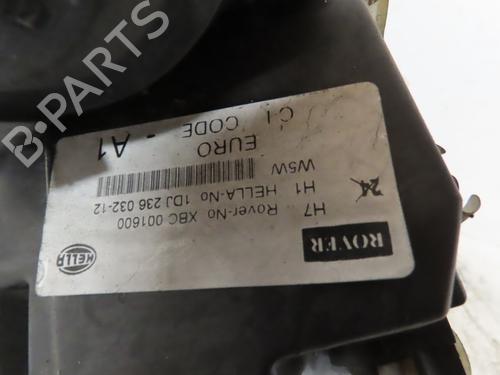 ROVER
H7 Rover-No XBC 001600
24 H1 HELLA-No 1DJ 236 032-12
W5W
EURO - A1
CODE
C1
HELLA
B-PARTS